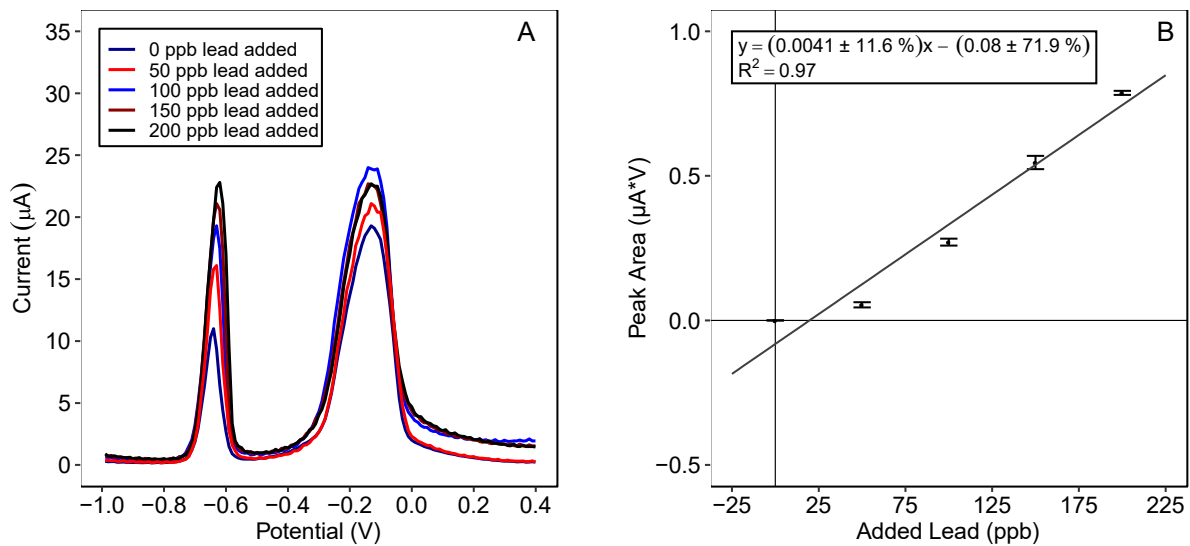 A
35
30
25
20
15
10
5
0
Current (μA)
0 ppb lead added
50 ppb lead added
100 ppb lead added
150 ppb lead added
200 ppb lead added
−1.0 −0.8 −0.6 −0.4 −0.2 0.0 0.2 0.4
Potential (V)
B
1.0
0.5
0.0
−0.5
Peak Area (μA*V)
y = (0.0041 ± 11.6 %)x − (0.08 ± 71.9 %)
R² = 0.97
−25 25 75 125 175 225
Added Lead (ppb)